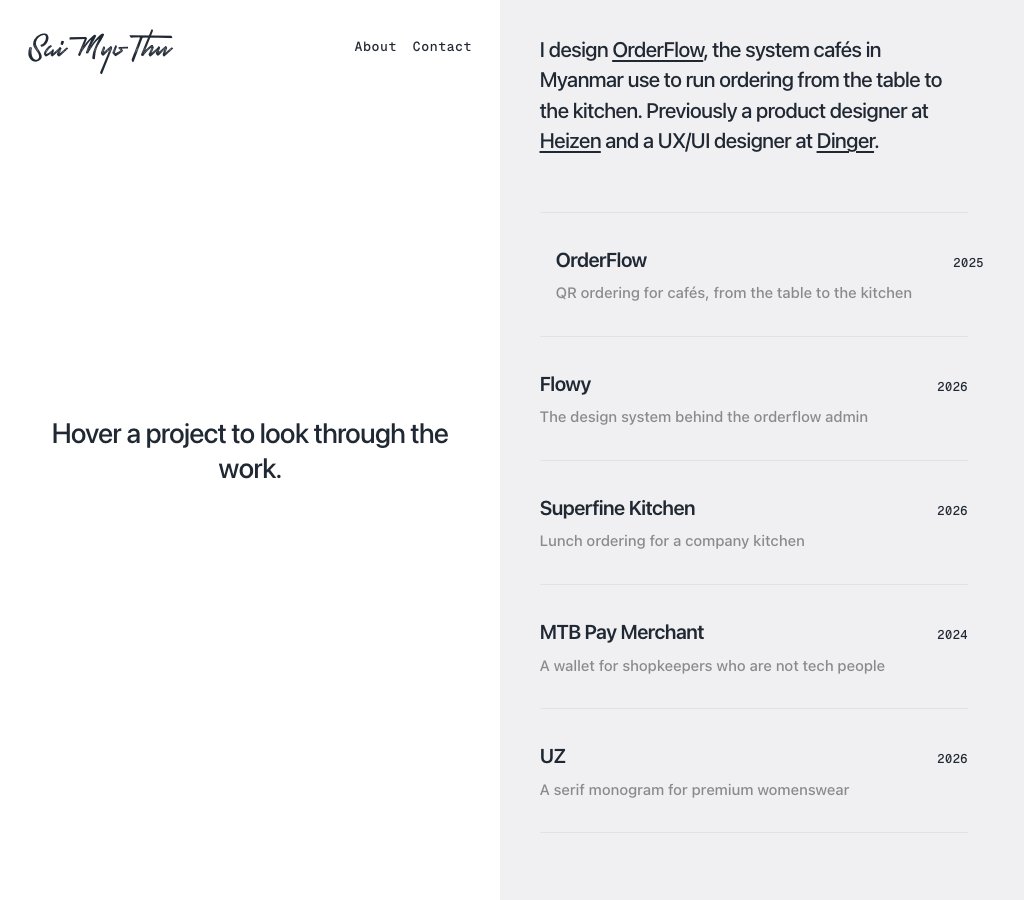 Sai Myo Thu
About Contact
Hover a project to look through the
work.
I design OrderFlow, the system cafés in
Myanmar use to run ordering from the table to
the kitchen. Previously a product designer at
Heizen and a UX/UI designer at Dinger.
OrderFlow 2025
QR ordering for cafés, from the table to the kitchen
Flowy 2026
The design system behind the orderflow admin
Superfine Kitchen 2026
Lunch ordering for a company kitchen
MTB Pay Merchant 2024
A wallet for shopkeepers who are not tech people
UZ 2026
A serif monogram for premium womenswear